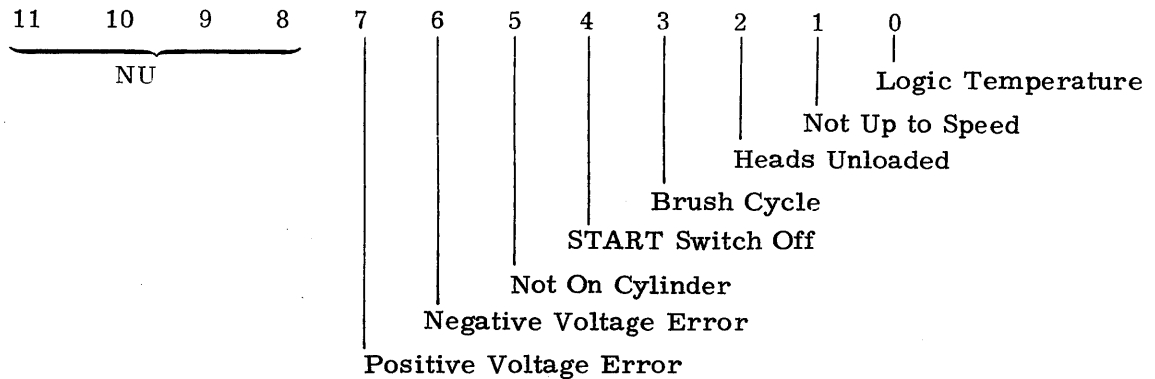 11 10 9 8 7 6 5 4 3 2 1 0
NU
Logic Temperature
Not Up to Speed
Heads Unloaded
Brush Cycle
START Switch Off
Not On Cylinder
Negative Voltage Error
Positive Voltage Error